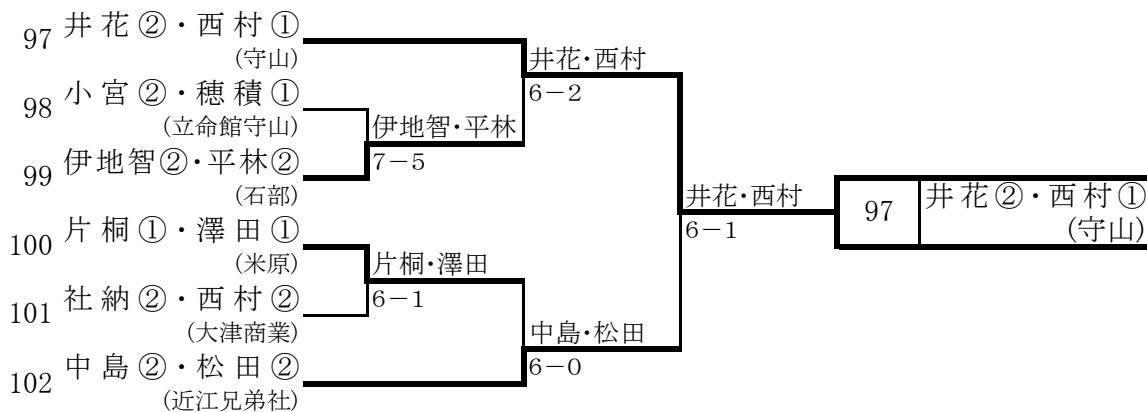 97 井花②・西村①
(守山)
98 小宮②・穂積①
(立命館守山)
99 伊地智②・平林②
(石部)
100 片桐①・澤田①
(米原)
101 社納②・西村②
(大津商業)
102 中島②・松田②
(近江兄弟社)
伊地智・平林
7−5
片桐・澤田
6−1
井花・西村
6−2
中島・松田
6−0
井花・西村
6−1
97 井花②・西村①
(守山)